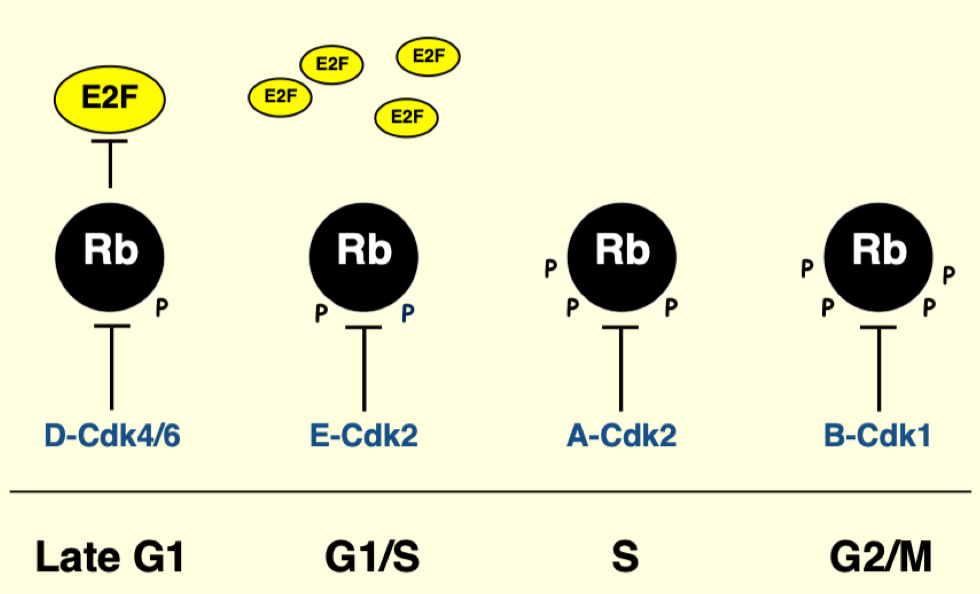 E2F
E2F
E2F
E2F
E2F
Rb
P
Rb
P P
Rb
P
P P
Rb
P P
P P
D-Cdk4/6 E-Cdk2 A-Cdk2 B-Cdk1
Late G1 G1/S S G2/M